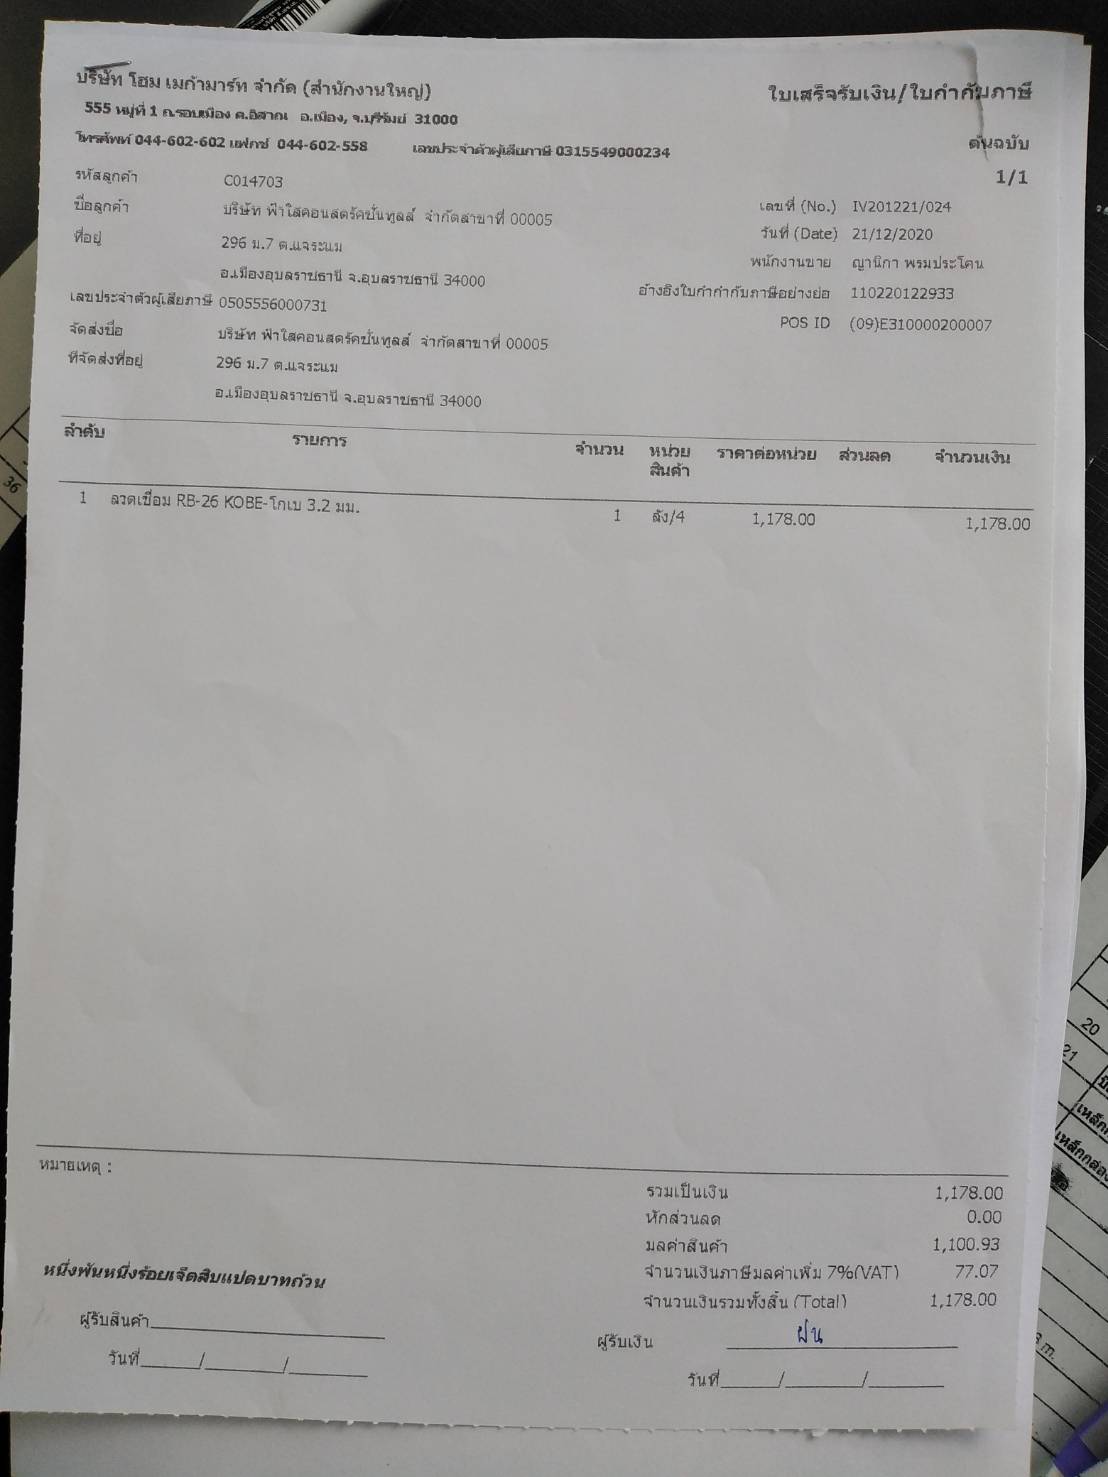 บริษัท โฮม เมก้ามาร์ท จำกัด (สำนักงานใหญ่)
ใบเสร็จรับเงิน/ใบกำกับภาษี
555 หมู่ที่ 1 ถ.รอบเมือง ต.อิสาณ อ.เมือง, จ.บุรีรัมย์ 31000
โทรศัพท์ 044-602-602 แฟกซ์ 044-602-558 เลขประจำตัวผู้เสียภาษี 0315549000234
ต้นฉบับ
1/1
รหัสลูกค้า C014703
ชื่อลูกค้า บริษัท ฟ้าใสคอนสตรัคชั่นทูลส์ จำกัดสาขาที่ 00005
เลขที่ (No.) IV201221/024
ที่อยู่ 296 ม.7 ต.แจระแม
วันที่ (Date) 21/12/2020
อ.เมืองอุบลราชธานี จ.อุบลราชธานี 34000
พนักงานขาย ญานิกา พรมประโคน
เลขประจำตัวผู้เสียภาษี 0505556000731
อ้างอิงใบกำกำกับภาษีอย่างย่อ 110220122933
จัดส่งชื่อ บริษัท ฟ้าใสคอนสตรัคชั่นทูลส์ จำกัดสาขาที่ 00005
POS ID (09)E310000200007
ที่จัดส่งที่อยู่ 296 ม.7 ต.แจระแม
อ.เมืองอุบลราชธานี จ.อุบลราชธานี 34000
ลำดับ รายการ จำนวน หน่วยสินค้า ราคาต่อหน่วย ส่วนลด จำนวนเงิน
1 ลวดเชื่อม RB-26 KOBE-โกเบ 3.2 มม. 1 ลัง/4 1,178.00 1,178.00
หมายเหตุ :
รวมเป็นเงิน 1,178.00
หักส่วนลด 0.00
มูลค่าสินค้า 1,100.93
หนึ่งพันหนึ่งร้อยเจ็ดสิบแปดบาทถ้วน
จำนวนเงินภาษีมูลค่าเพิ่ม 7%(VAT) 77.07
จำนวนเงินรวมทั้งสิ้น (Total) 1,178.00
ผู้รับสินค้า
ผู้รับเงิน ฝน
วันที่ / /
วันที่ / /
36
20
21